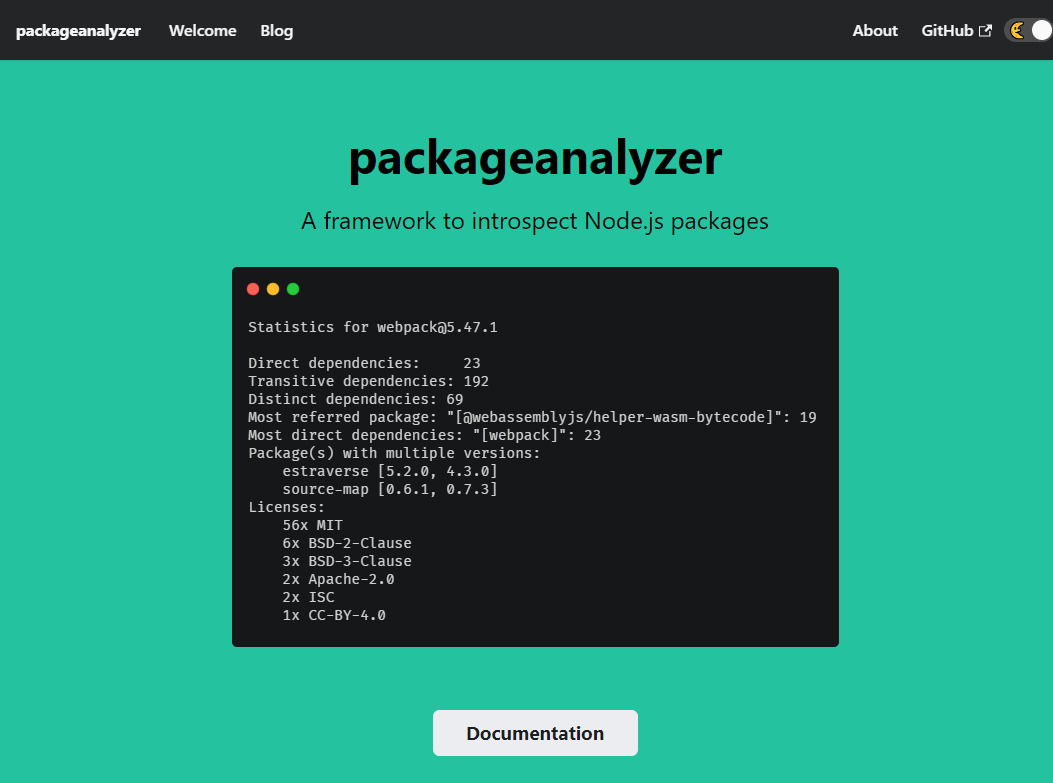 packageanalyzer Welcome Blog About GitHub
packageanalyzer
A framework to introspect Node.js packages
Statistics for webpack@5.47.1
Direct dependencies:     23
Transitive dependencies: 192
Distinct dependencies: 69
Most referred package: "[@webassemblyjs/helper-wasm-bytecode]": 19
Most direct dependencies: "[webpack]": 23
Package(s) with multiple versions:
    estraverse [5.2.0, 4.3.0]
    source-map [0.6.1, 0.7.3]
Licenses:
    56x MIT
    6x BSD-2-Clause
    3x BSD-3-Clause
    2x Apache-2.0
    2x ISC
    1x CC-BY-4.0
Documentation